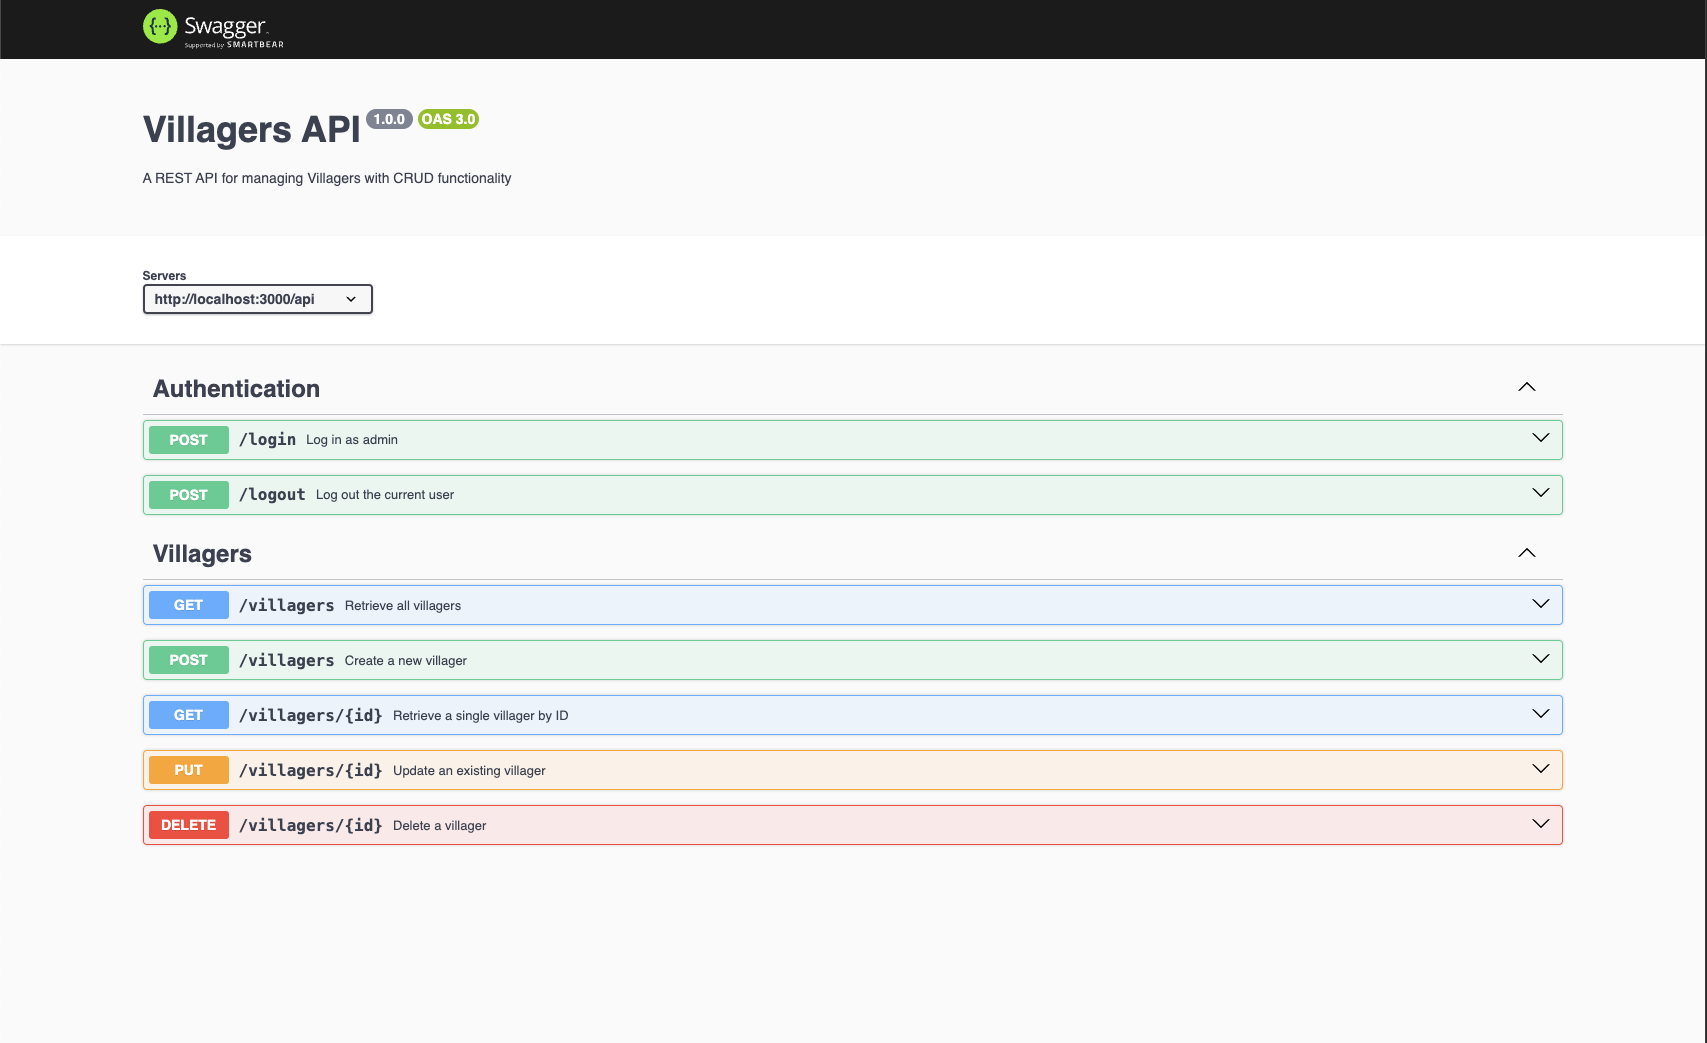 Swagger
Supported by SMARTBEAR
Villagers API 1.0.0 OAS 3.0
A REST API for managing Villagers with CRUD functionality
Servers
http://localhost:3000/api
Authentication
POST /login Log in as admin
POST /logout Log out the current user
Villagers
GET /villagers Retrieve all villagers
POST /villagers Create a new villager
GET /villagers/{id} Retrieve a single villager by ID
PUT /villagers/{id} Update an existing villager
DELETE /villagers/{id} Delete a villager